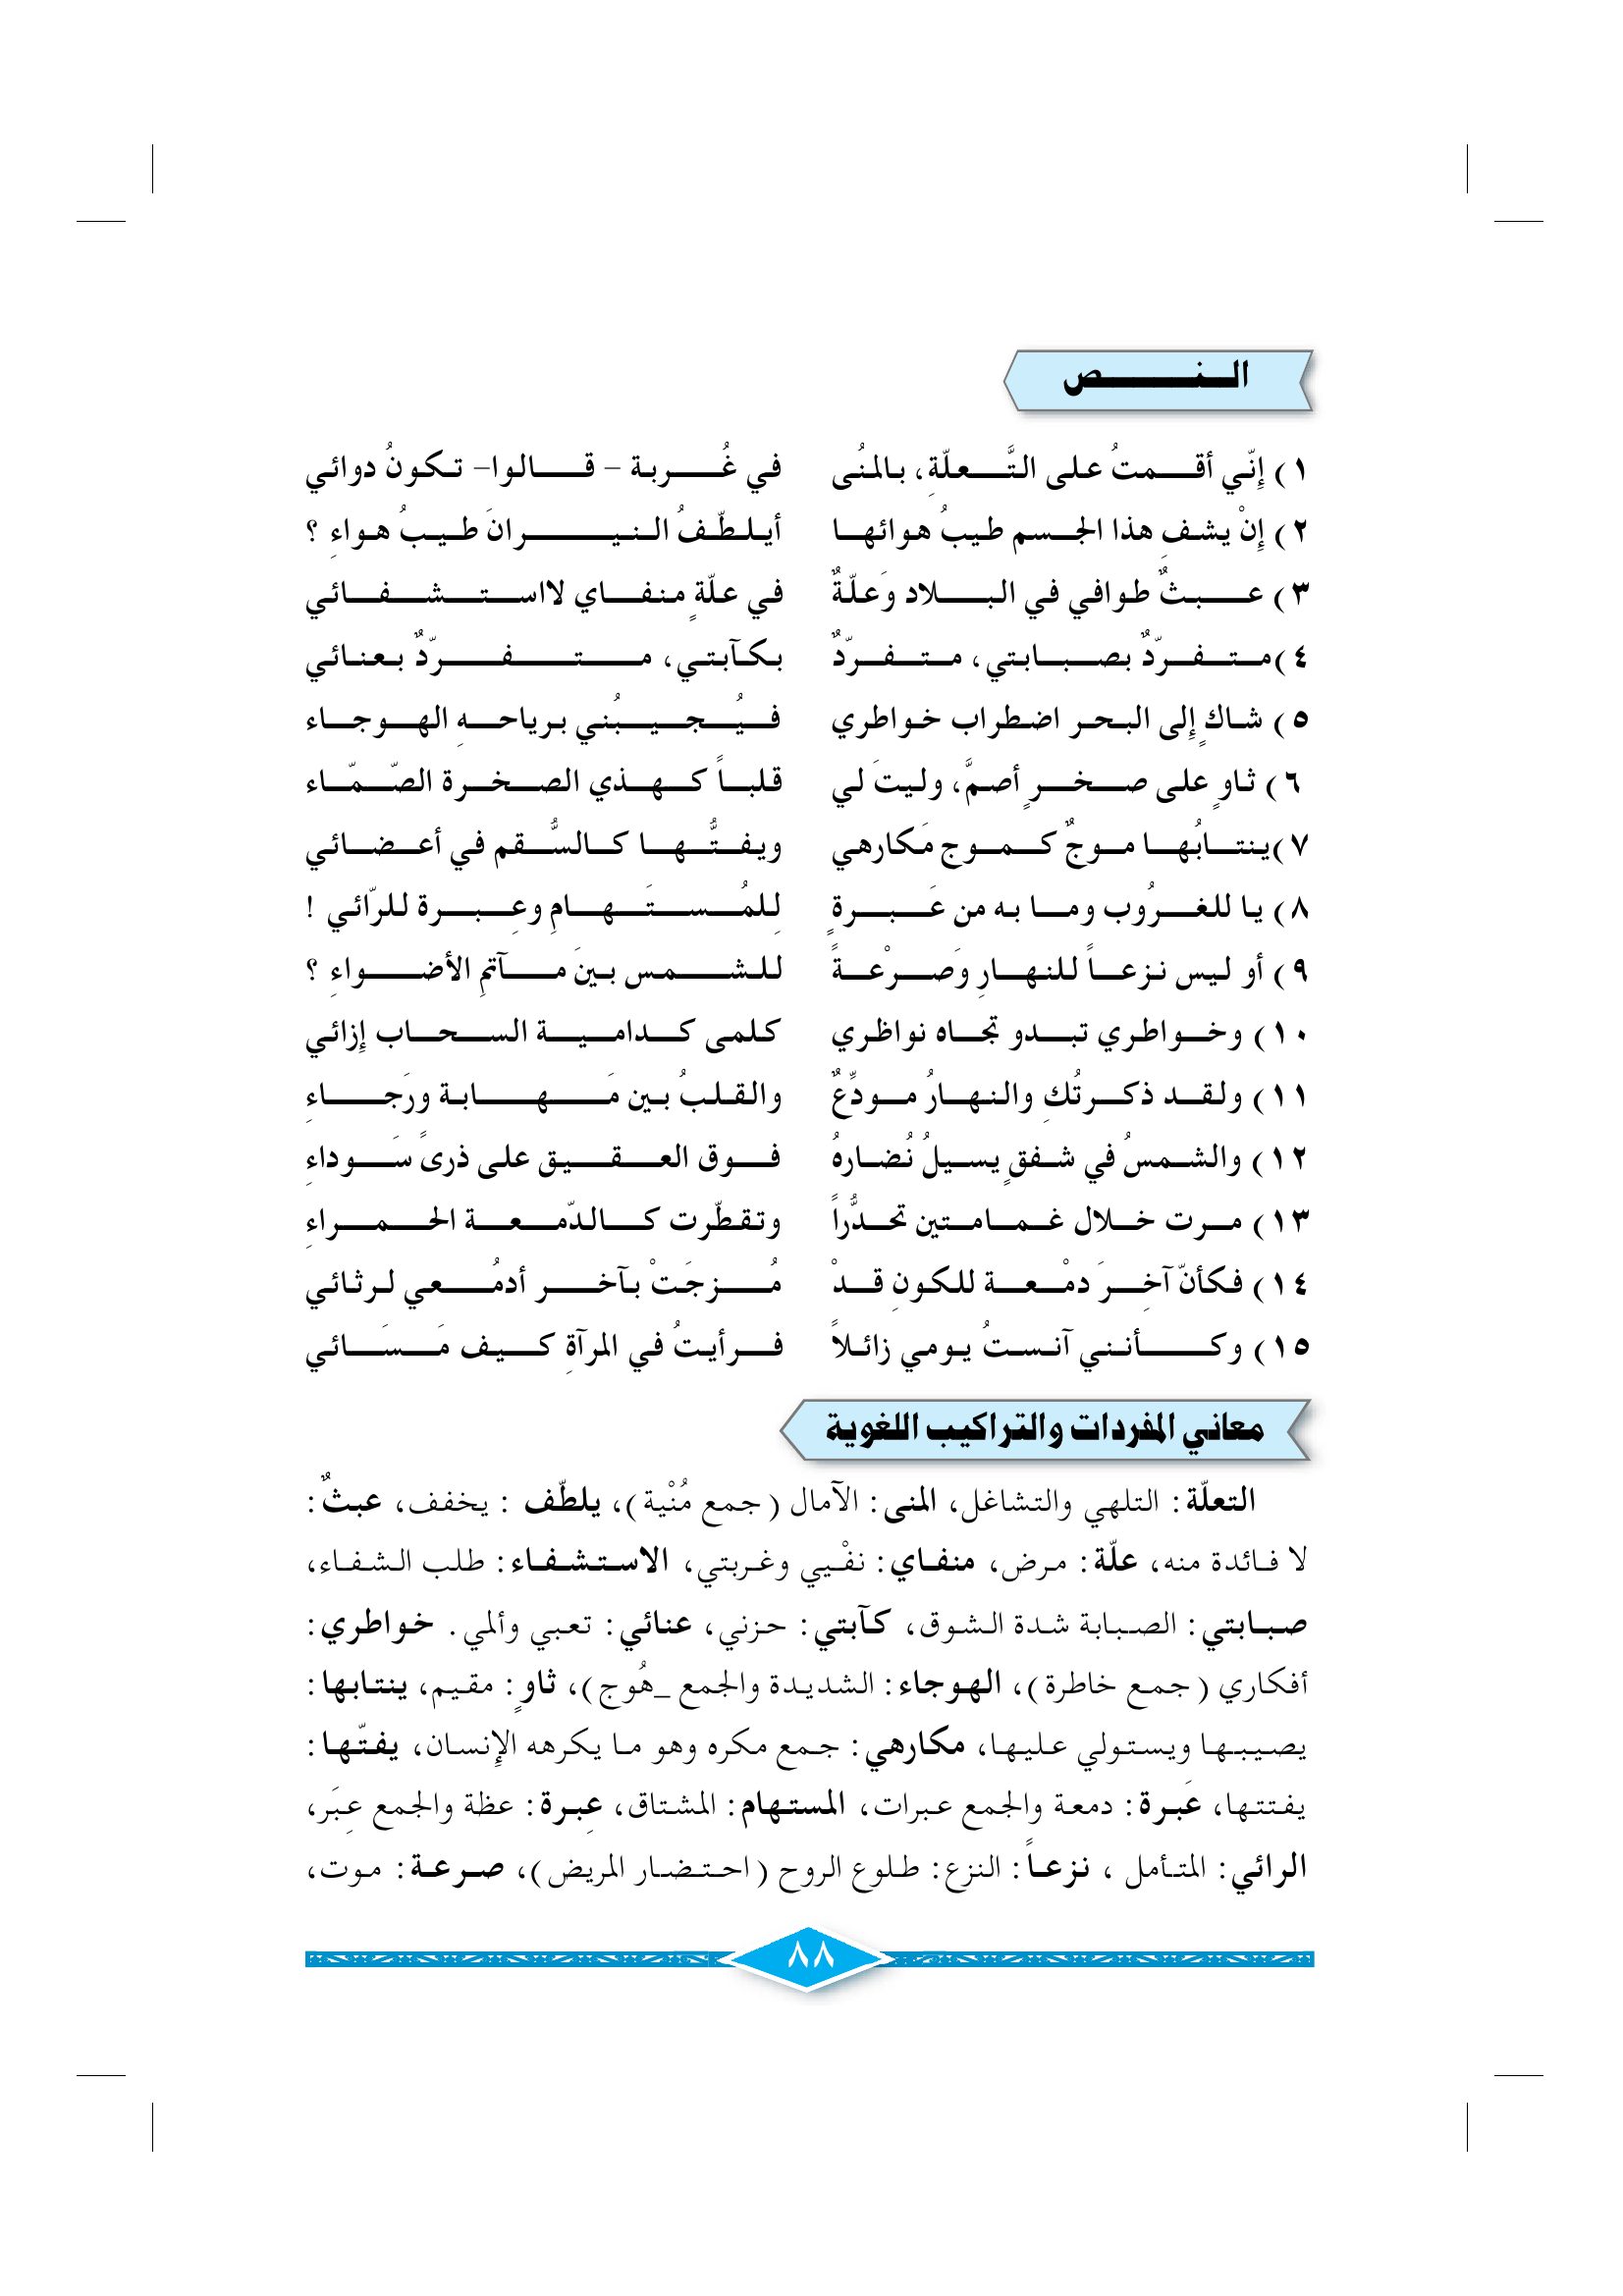 النص
١) إِنّي أقمتُ على التَّعلّةِ، بالمنُى في غُربة - قالوا- تكونُ دوائي
٢) إِنْ يشفِ هذا الجسم طيبُ هوائها أيلطّفُ النيرانَ طيبُ هواءِ ؟
٣) عبثٌ طوافي في البلاد وَعلّةٌ في علّةٍ منفاي لااستشفائي
٤)متفرّدٌ بصبابتي، متفرّدٌ بكآبتي، متفرّدٌ بعنائي
٥) شاكٍ إِلى البحر اضطراب خواطري فيُجيبُني برياحهِ الهوجاء
٦) ثاوٍ على صخرٍ أصمَّ، وليتَ لي قلباً كهذي الصخرة الصّمّاء
٧)ينتابُها موجٌ كموج مَكارهي ويفتُّها كالسُّقم في أعضائي
٨) يا للغرُوب وما به من عَبرةٍ لِلمُستَهامِ وعِبرة للرّائي !
٩) أو ليس نزعاً للنهارِ وَصرْعةً للشمس بينَ مآتمِ الأضواءِ ؟
١٠) وخواطري تبدو تجاه نواظري كلمى كدامية السحاب إِزائي
١١) ولقد ذكرتُكِ والنهارُ مودِّعٌ والقلبُ بين مَهابة ورَجاءِ
١٢) والشمسُ في شفقٍ يسيلُ نُضارهُ فوق العقيق على ذرىً سَوداءِ
١٣) مرت خلال غمامتين تحدُّراً وتقطّرت كالدّمعة الحمراءِ
١٤) فكأنّ آخِرَ دمْعة للكونِ قدْ مُزجَتْ بآخر أدمُعي لرثائي
١٥) وكأنني آنستُ يومي زائلاً فرأيتُ في المرآةِ كيف مَسَائي
معاني المفردات والتراكيب اللغوية
التعلّة: التلهي والتشاغل، المنى: الآمال (جمع مُنْية)، يلطّف : يخفف، عبثٌ:
لا فائدة منه، علّة: مرض، منفاي: نفْيي وغربتي، الاستشفاء: طلب الشفاء،
صبابتي: الصبابة شدة الشوق، كآبتي: حزني، عنائي: تعبي وألمي. خواطري:
أفكاري (جمع خاطرة)، الهوجاء: الشديدة والجمع _هُوج)، ثاوٍ: مقيم، ينتابها:
يصيبها ويستولي عليها، مكارهي: جمع مكره وهو ما يكرهه الإِنسان، يفتّها:
يفتتها، عَبرة: دمعة والجمع عبرات، المستهام: المشتاق، عِبرة: عظة والجمع عِبَر،
الرائي: المتأمل ، نزعاً: النزع: طلوع الروح (احتضار المريض)، صرعة: موت،
٨٨